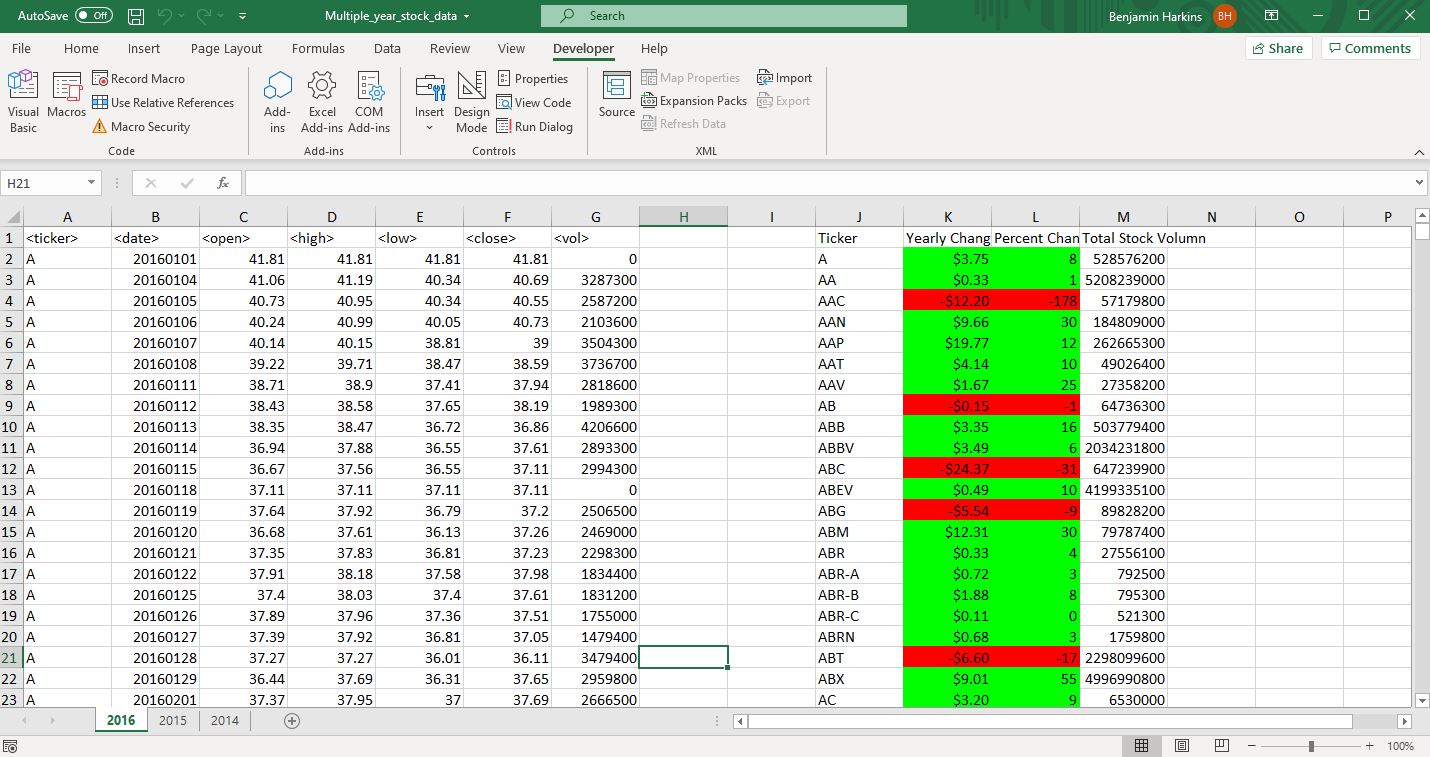 AutoSave Off Multiple_year_stock_data Search Benjamin Harkins BH
File Home Insert Page Layout Formulas Data Review View Developer Help Share Comments
Visual Basic Macros Record Macro Use Relative References Macro Security
Add-ins Excel Add-ins COM Add-ins
Insert Design Mode Properties View Code Run Dialog
Source Map Properties Expansion Packs Refresh Data Import Export
Code Add-ins Controls XML
H21 fx
A B C D E F G H I J K L M N O P
1 <ticker> <date> <open> <high> <low> <close> <vol> Ticker Yearly Chang Percent Chan Total Stock Volumn
2 A 20160101 41.81 41.81 41.81 41.81 0 A $3.75 8 528576200
3 A 20160104 41.06 41.19 40.34 40.69 3287300 AA $0.33 1 5208239000
4 A 20160105 40.73 40.95 40.34 40.55 2587200 AAC -$12.20 -178 57179800
5 A 20160106 40.24 40.99 40.05 40.73 2103600 AAN $9.66 30 184809000
6 A 20160107 40.14 40.15 38.81 39 3504300 AAP $19.77 12 262665300
7 A 20160108 39.22 39.71 38.47 38.59 3736700 AAT $4.14 10 49026400
8 A 20160111 38.71 38.9 37.41 37.94 2818600 AAV $1.67 25 27358200
9 A 20160112 38.43 38.58 37.65 38.19 1989300 AB -$0.15 -1 64736300
10 A 20160113 38.35 38.47 36.72 36.86 4206600 ABB $3.35 16 503779400
11 A 20160114 36.94 37.88 36.55 37.61 2893300 ABBV $3.49 6 2034231800
12 A 20160115 36.67 37.56 36.55 37.11 2994300 ABC -$24.37 -31 647239900
13 A 20160118 37.11 37.11 37.11 37.11 0 ABEV $0.49 10 4199335100
14 A 20160119 37.64 37.92 36.79 37.2 2506500 ABG -$5.54 -9 89828200
15 A 20160120 36.68 37.61 36.13 37.26 2469000 ABM $12.31 30 79787400
16 A 20160121 37.35 37.83 36.81 37.23 2298300 ABR $0.33 4 27556100
17 A 20160122 37.91 38.18 37.58 37.98 1834400 ABR-A $0.72 3 792500
18 A 20160125 37.4 38.03 37.4 37.61 1831200 ABR-B $1.88 8 795300
19 A 20160126 37.89 37.96 37.36 37.51 1755000 ABR-C $0.11 0 521300
20 A 20160127 37.39 37.92 36.81 37.05 1479400 ABRN $0.68 3 1759800
21 A 20160128 37.27 37.27 36.01 36.11 3479400 ABT -$6.60 -17 2298099600
22 A 20160129 36.44 37.69 36.31 37.65 2959800 ABX $9.01 55 4996990800
23 A 20160201 37.37 37.95 37 37.69 2666500 AC $3.20 9 6530000
2016 2015 2014
100%